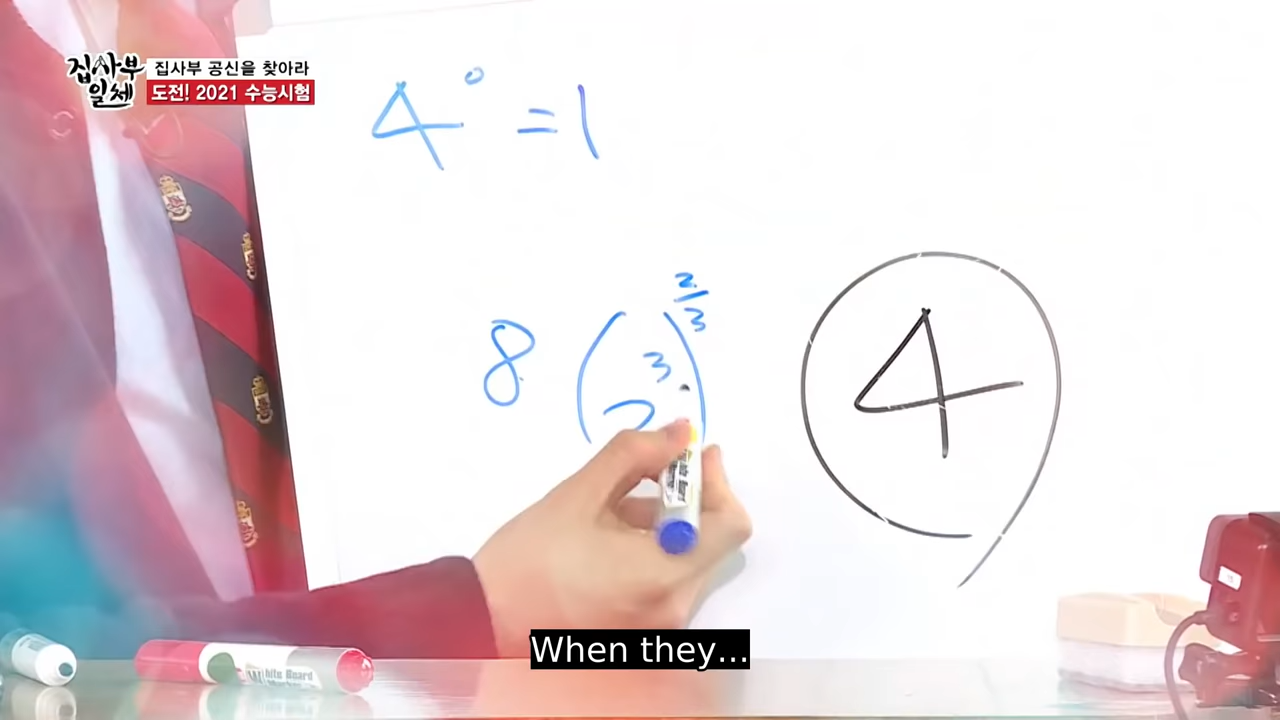 집사부일체
집사부 공신을 찾아라
도전! 2021 수능시험
4⁰ = 1
8 (2³)^(2/3)
4
When they...